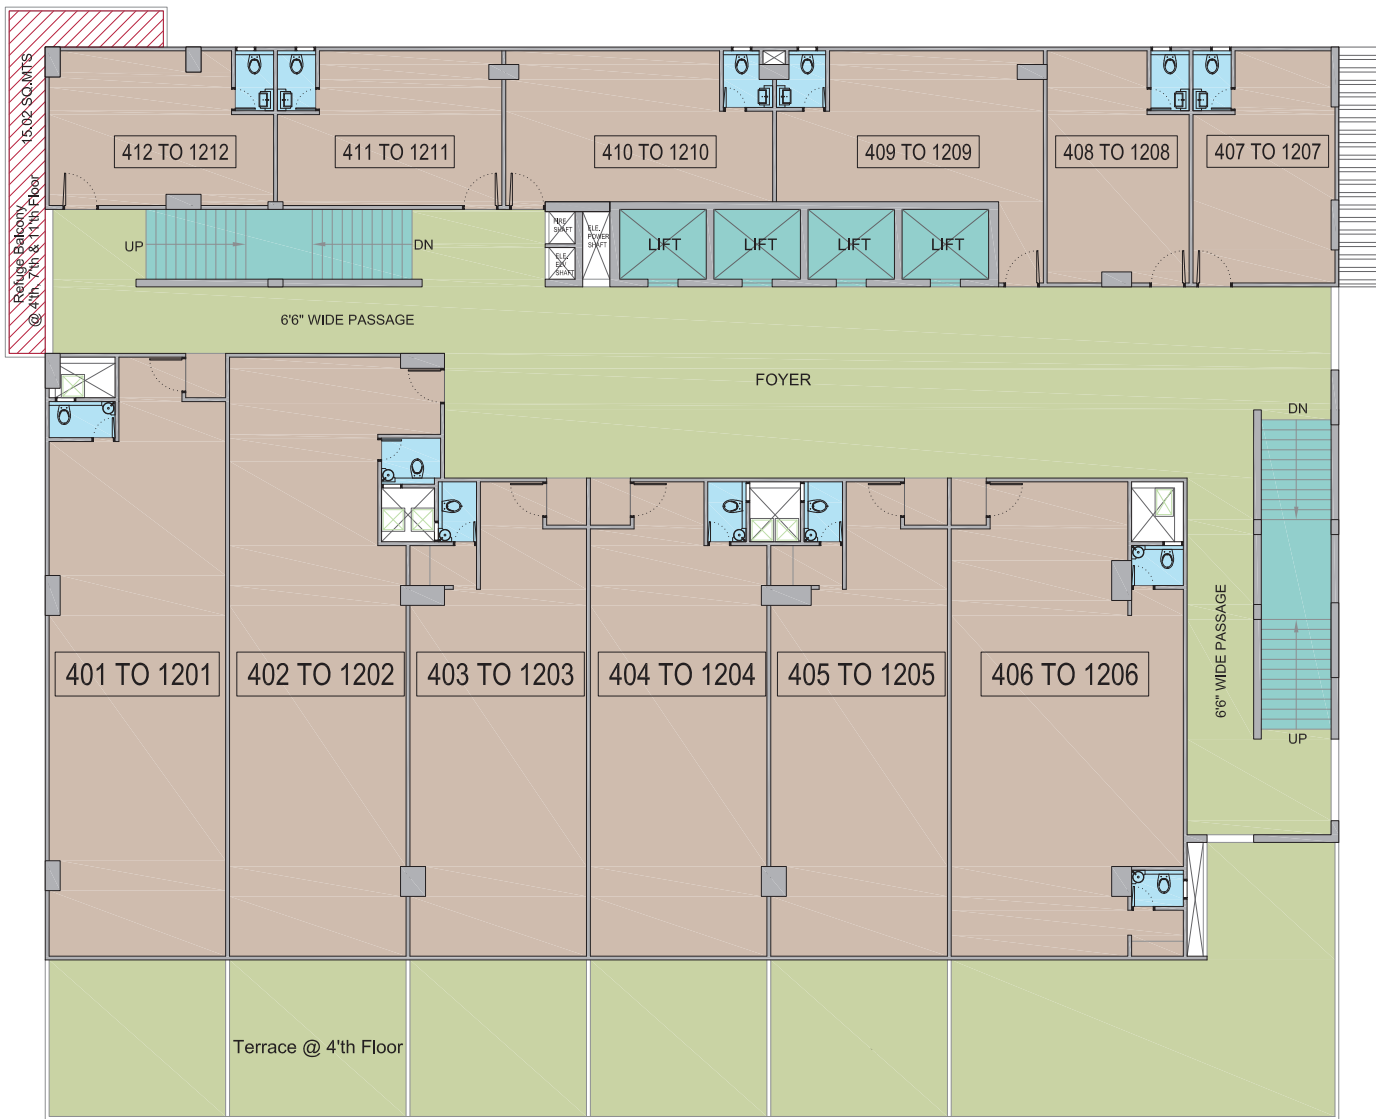 15.02 SQ.MTS
Refuge Balcony
@ 4'th, 7'th & 11'th Floor
412 TO 1212
411 TO 1211
410 TO 1210
409 TO 1209
408 TO 1208
407 TO 1207
UP
DN
FIRE
SHAFT
ELE.
ELV
SHAFT
ELE.
POWER
SHAFT
LIFT
LIFT
LIFT
LIFT
6'6" WIDE PASSAGE
FOYER
DN
6'6" WIDE PASSAGE
UP
401 TO 1201
402 TO 1202
403 TO 1203
404 TO 1204
405 TO 1205
406 TO 1206
Terrace @ 4'th Floor